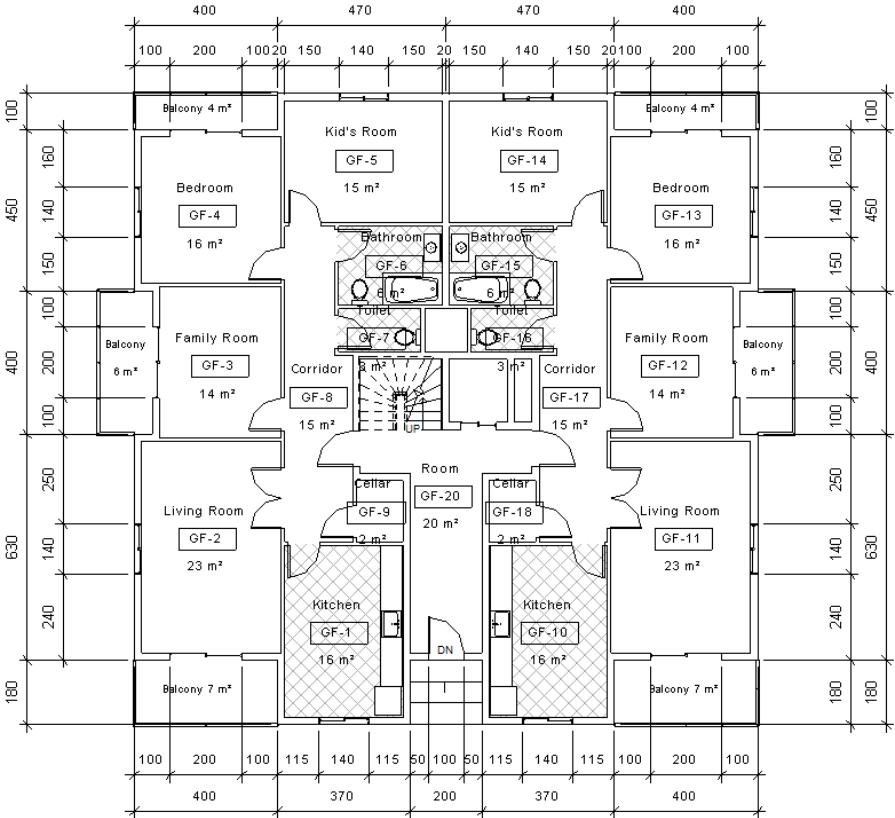 400 470 470 400
100 200 100 20 150 140 150 20 150 140 150 20 100 200 100
Balcony 4 m² Balcony 4 m²
100 100
Kid's Room Kid's Room
GF-5 GF-14
15 m² 15 m²
160 160
Bedroom Bedroom
450 140 GF-4 GF-13 140 450
16 m² 16 m²
Bathroom Bathroom
GF-6 GF-15
6 m² 6 m²
150 150
Toilet Toilet
GF-7 GF-16
3 m² 3 m²
100 100
Family Room Family Room
Balcony Balcony
6 m² 6 m²
400 200 GF-3 GF-12 200 400
14 m² 14 m²
Corridor Corridor
GF-8 GF-17
15 m² 15 m²
100 100
UP
Room
GF-20
20 m²
250 250
Cellar Cellar
GF-9 GF-18
2 m² 2 m²
Living Room Living Room
630 140 GF-2 GF-11 140 630
23 m² 23 m²
Kitchen Kitchen
240 GF-1 GF-10 240
16 m² 16 m²
DN
Balcony 7 m² Balcony 7 m²
180 180 180
100 200 100 115 140 115 50 100 50 115 140 115 100 200 100
400 370 200 370 400